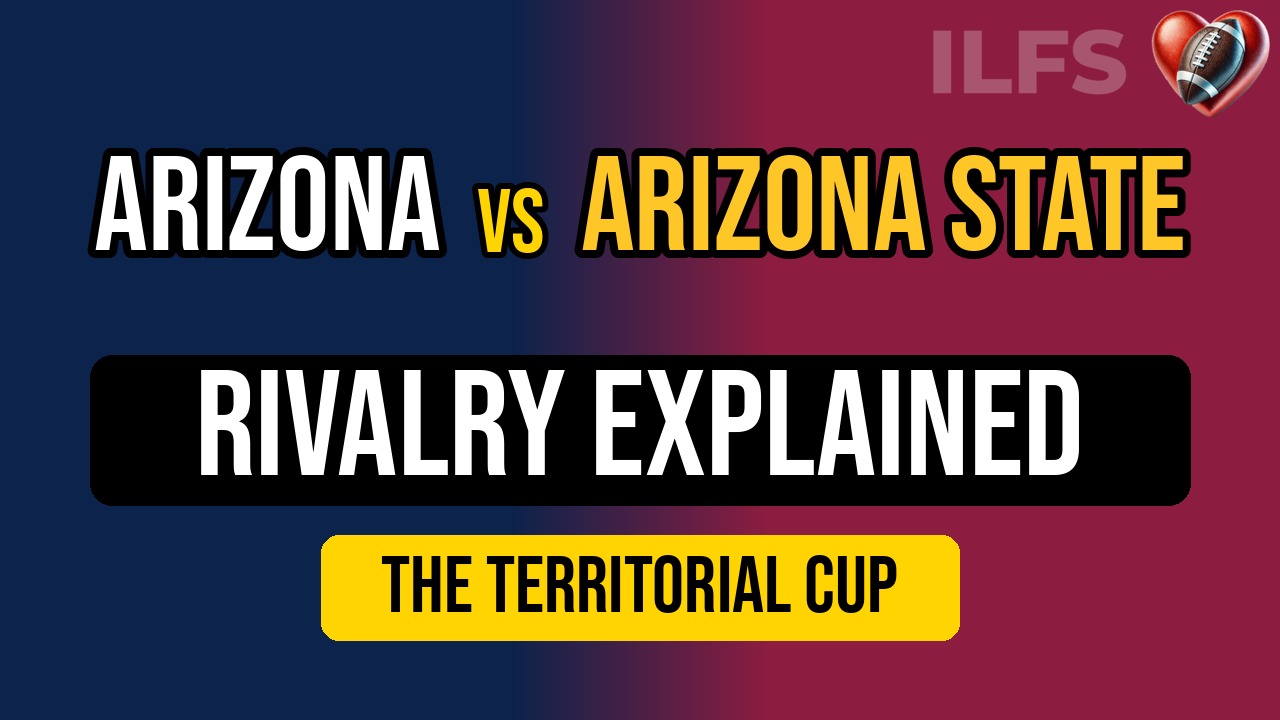 ILFS
ARIZONA VS ARIZONA STATE
RIVALRY EXPLAINED
THE TERRITORIAL CUP